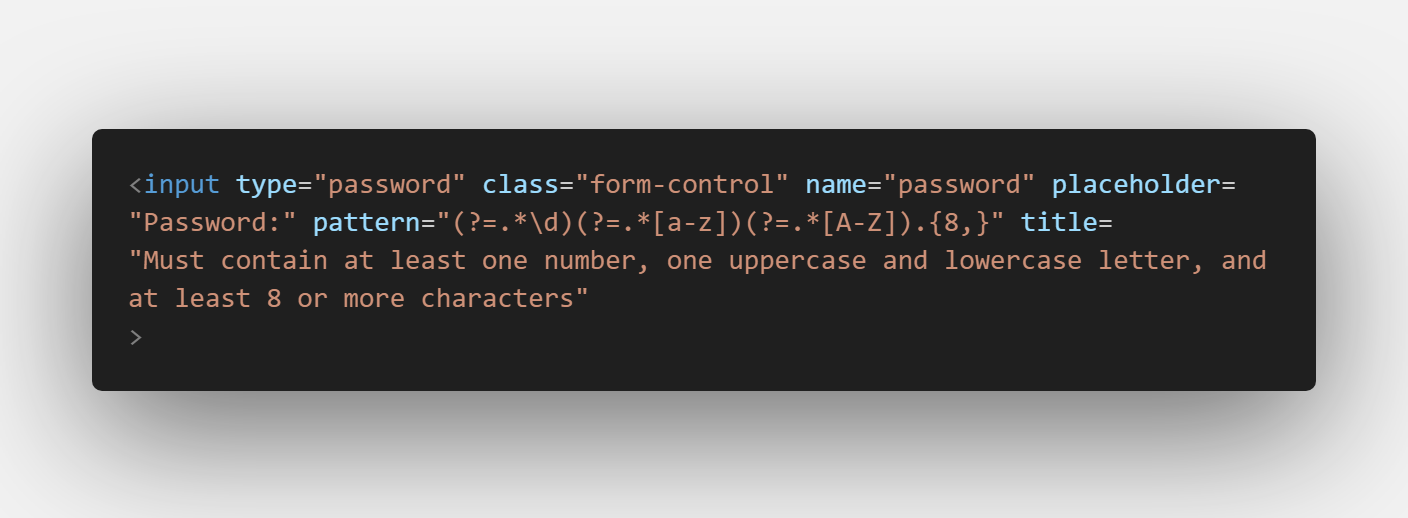 <input type="password" class="form-control" name="password" placeholder=
"Password:" pattern="(?=.*\d)(?=.*[a-z])(?=.*[A-Z]).{8,}" title=
"Must contain at least one number, one uppercase and lowercase letter, and
at least 8 or more characters"
>